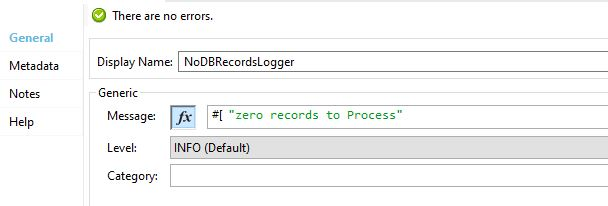 There are no errors.
General
Metadata
Notes
Help
Display Name: NoDBRecordsLogger
Generic
Message: fx #[ "zero records to Process"
Level: INFO (Default)
Category: